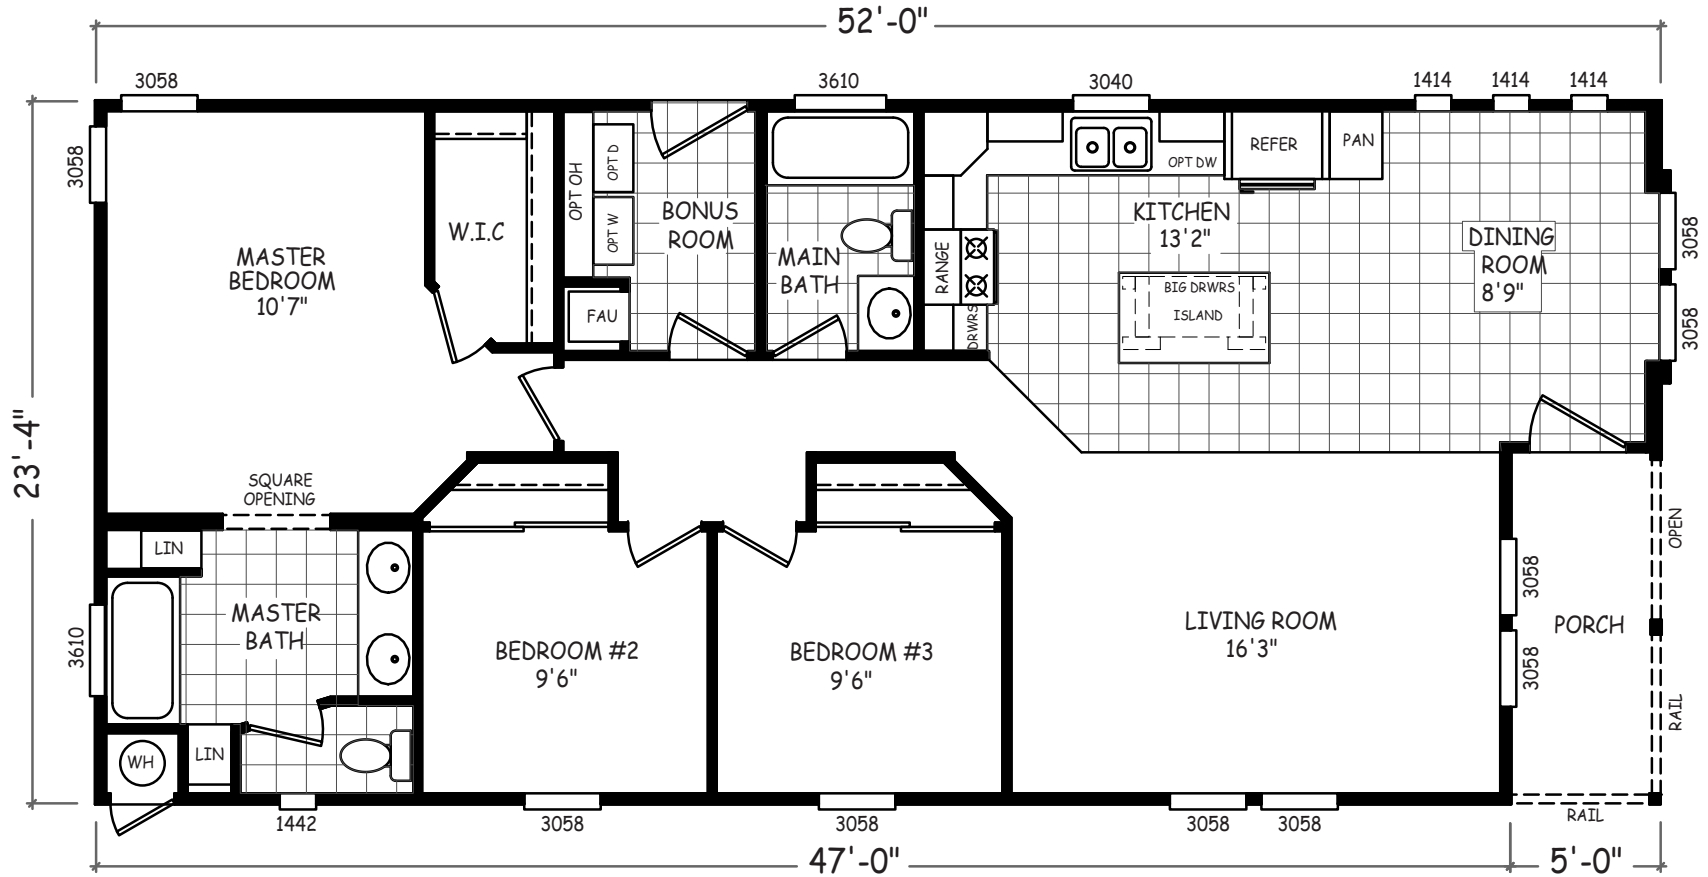 52'-0"
3058
3610
3040
1414
1414
1414
3058
23'-4"
MASTER
BEDROOM
10'7"
W.I.C
OPT OH
OPT D
OPT W
BONUS
ROOM
FAU
MAIN
BATH
RANGE
DRWRS
OPT DW
REFER
PAN
KITCHEN
13'2"
BIG DRWRS
ISLAND
DINING
ROOM
8'9"
3058
3058
SQUARE
OPENING
LIN
MASTER
BATH
3610
WH
LIN
BEDROOM #2
9'6"
BEDROOM #3
9'6"
LIVING ROOM
16'3"
3058
3058
PORCH
OPEN
RAIL
RAIL
1442
3058
3058
3058
3058
47'-0"
5'-0"